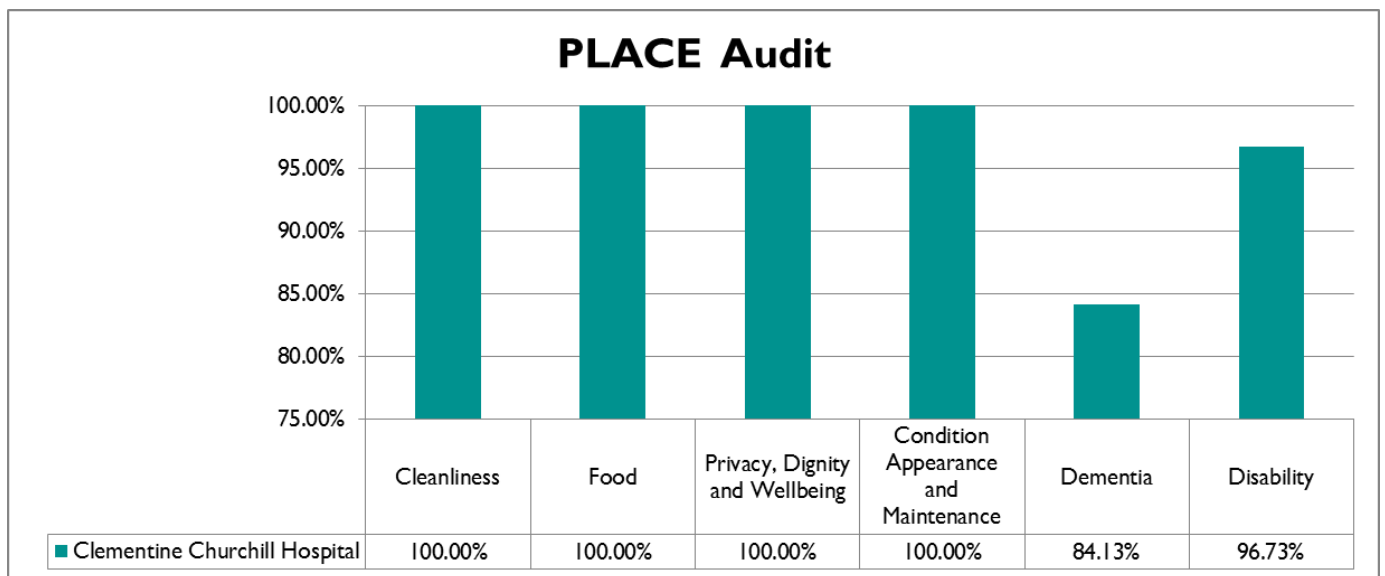 PLACE Audit
100.00%
95.00%
90.00%
85.00%
80.00%
75.00%
Cleanliness
Food
Privacy, Dignity
and Wellbeing
Condition
Appearance
and
Maintenance
Dementia
Disability
Clementine Churchill Hospital 100.00% 100.00% 100.00% 100.00% 84.13% 96.73%